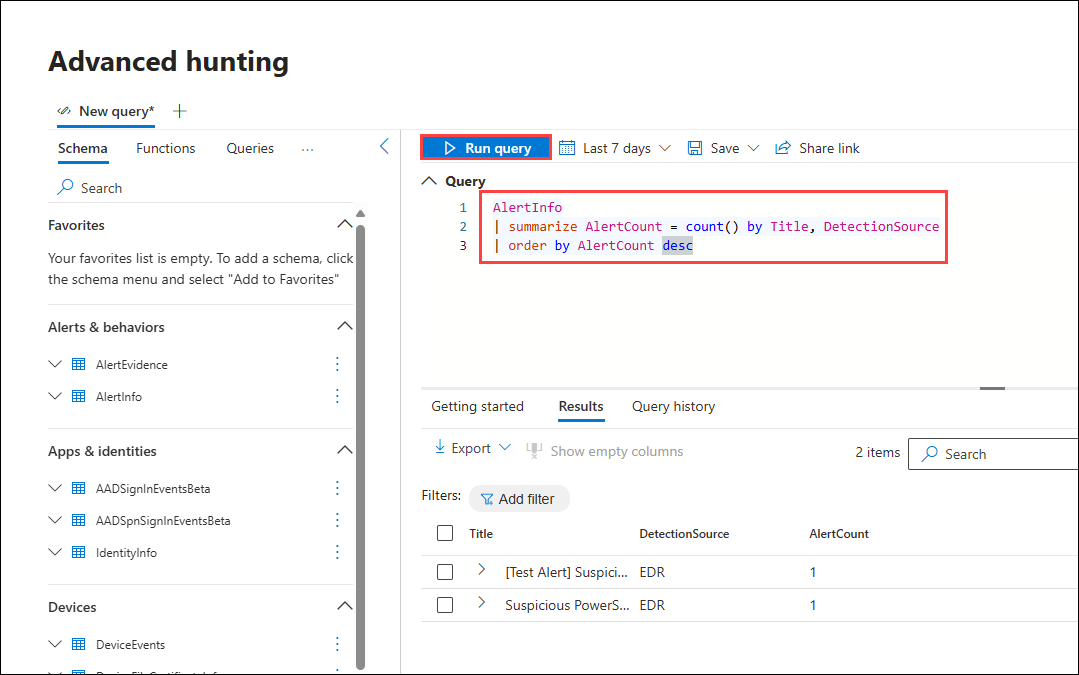 Advanced hunting
New query*
Schema Functions Queries ...
Search
Favorites
Your favorites list is empty. To add a schema, click
the schema menu and select "Add to Favorites"
Alerts & behaviors
AlertEvidence
AlertInfo
Apps & identities
AADSignInEventsBeta
AADSpnSignInEventsBeta
IdentityInfo
Devices
DeviceEvents
Run query Last 7 days Save Share link
Query
1 AlertInfo
2 | summarize AlertCount = count() by Title, DetectionSource
3 | order by AlertCount desc
Getting started Results Query history
Export Show empty columns 2 items Search
Filters: Add filter
Title DetectionSource AlertCount
[Test Alert] Suspici... EDR 1
Suspicious PowerS... EDR 1